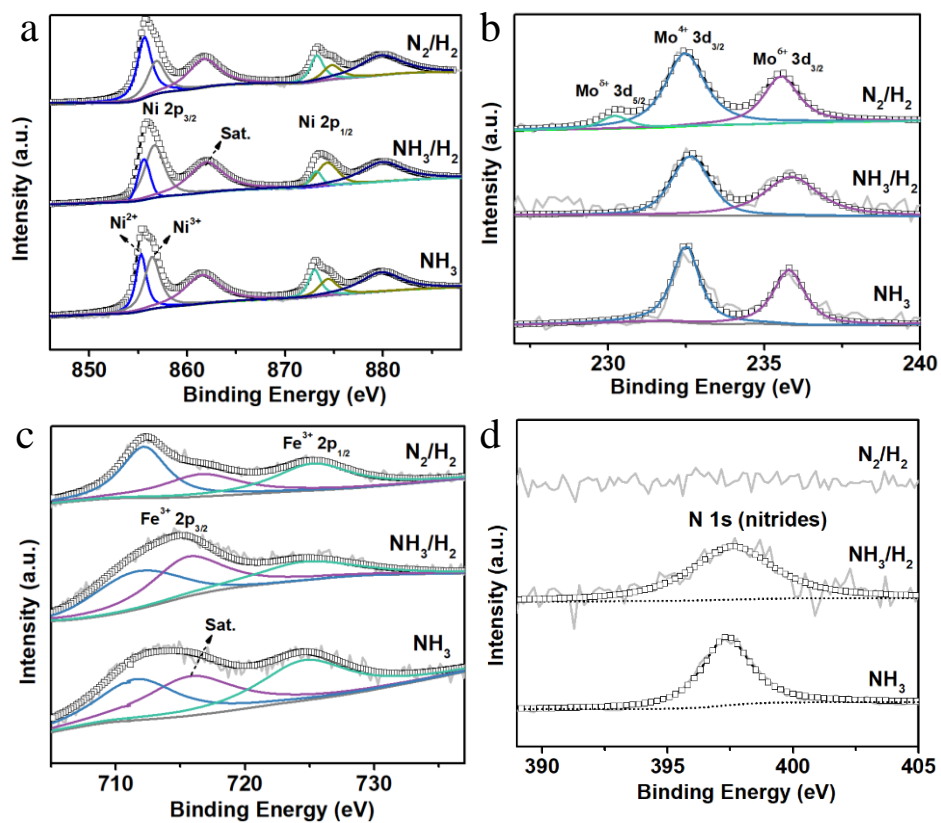 a
N₂/H₂
Ni 2p₃/₂
Ni 2p₁/₂
Sat.
NH₃/H₂
Ni²⁺
Ni³⁺
NH₃
Intensity (a.u.)
850 860 870 880
Binding Energy (eV)
b
Mo⁴⁺ 3d₃/₂
Mo⁶⁺ 3d₃/₂
Mo^δ⁺ 3d₅/₂
N₂/H₂
NH₃/H₂
NH₃
Intensity (a.u.)
230 235 240
Binding Energy (eV)
c
Fe³⁺ 2p₁/₂
N₂/H₂
Fe³⁺ 2p₃/₂
NH₃/H₂
Sat.
NH₃
Intensity (a.u.)
710 720 730
Binding Energy (eV)
d
N₂/H₂
N 1s (nitrides)
NH₃/H₂
NH₃
Intensity (a.u.)
390 395 400 405
Binding Energy (eV)